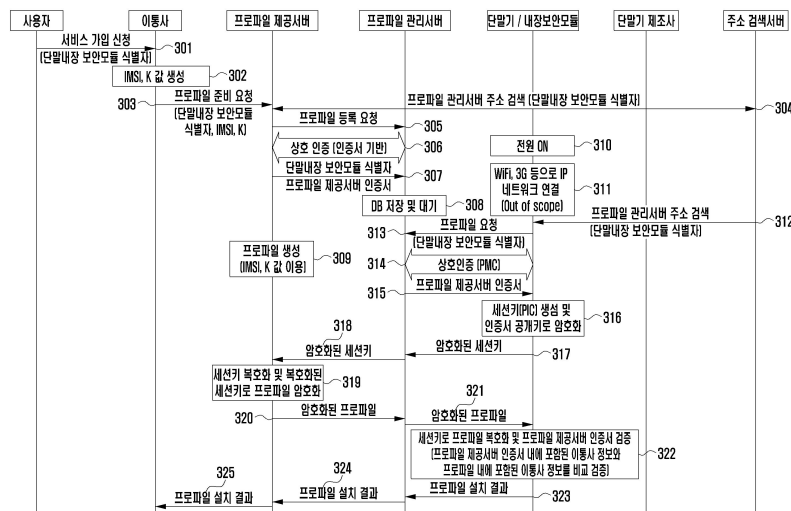 사용자
이통사
프로파일 제공서버
프로파일 관리서버
단말기 / 내장보안모듈
단말기 제조사
주소 검색서버
서비스 가입 신청
(단말내장 보안모듈 식별자)
301
IMSI, K 값 생성
302
303
프로파일 준비 요청
(단말내장 보안모듈
식별자, IMSI, K)
프로파일 관리서버 주소 검색 (단말내장 보안모듈 식별자)
304
프로파일 등록 요청
305
상호 인증 (인증서 기반)
306
전원 ON
310
단말내장 보안모듈 식별자
프로파일 제공서버 인증서
307
WiFi, 3G 등으로 IP
네트워크 연결
(Out of scope)
311
DB 저장 및 대기
308
프로파일 관리서버 주소 검색
(단말내장 보안모듈 식별자)
312
313
프로파일 요청
(단말내장 보안모듈 식별자)
프로파일 생성
(IMSI, K 값 이용)
309
314
상호인증 (PMC)
315
프로파일 제공서버 인증서
세션키(PIC) 생성 및
인증서 공개키로 암호화
316
318
암호화된 세션키
암호화된 세션키
317
세션키 복호화 및 복호화된
세션키로 프로파일 암호화
319
320
암호화된 프로파일
321
암호화된 프로파일
세션키로 프로파일 복호화 및 프로파일 제공서버 인증서 검증
(프로파일 제공서버 인증서 내에 포함된 이통사 정보와
프로파일 내에 포함된 이통사 정보를 비교 검증)
322
325
프로파일 설치 결과
324
프로파일 설치 결과
프로파일 설치 결과
323